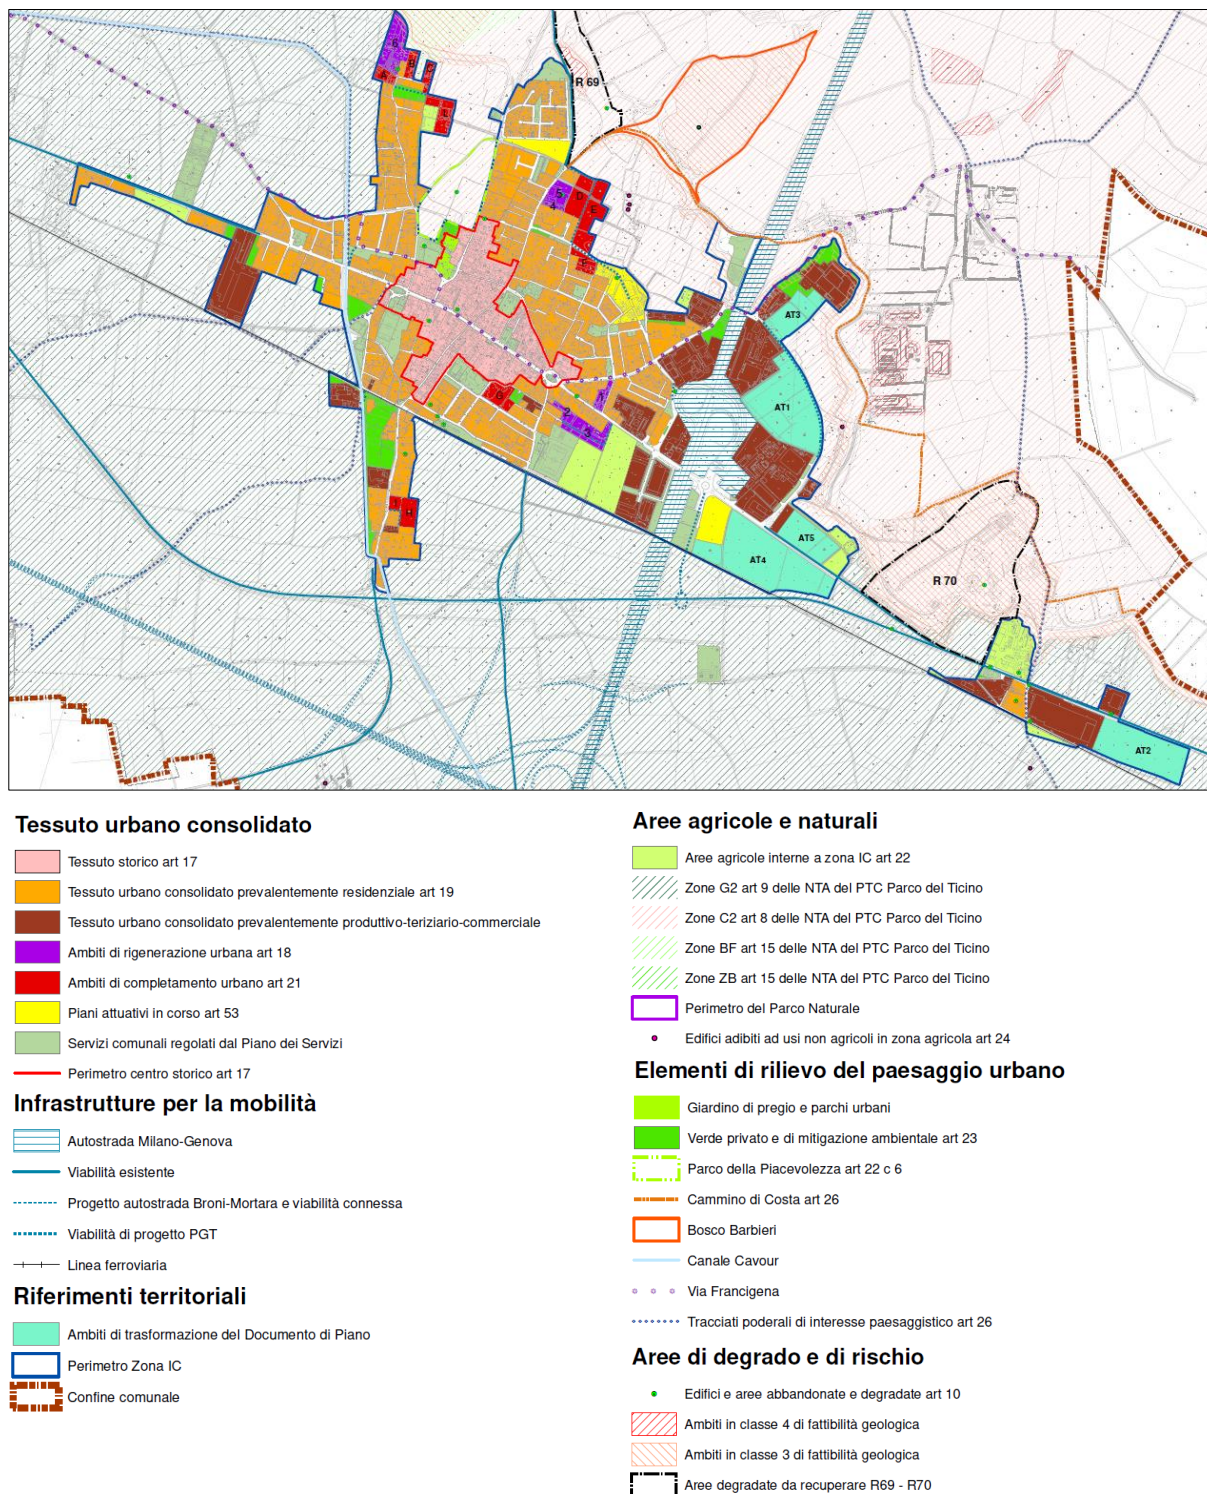 R 69
B
A
B
C
L
5
4
D
E
F
AT3
AT1
G
1
2
3
I
H
AT5
AT4
R 70
AT2
Tessuto urbano consolidato
Tessuto storico art 17
Tessuto urbano consolidato prevalentemente residenziale art 19
Tessuto urbano consolidato prevalentemente produttivo-teriziario-commerciale
Ambiti di rigenerazione urbana art 18
Ambiti di completamento urbano art 21
Piani attuativi in corso art 53
Servizi comunali regolati dal Piano dei Servizi
Perimetro centro storico art 17
Infrastrutture per la mobilità
Autostrada Milano-Genova
Viabilità esistente
Progetto autostrada Broni-Mortara e viabilità connessa
Viabilità di progetto PGT
Linea ferroviaria
Riferimenti territoriali
Ambiti di trasformazione del Documento di Piano
Perimetro Zona IC
Confine comunale
Aree agricole e naturali
Aree agricole interne a zona IC art 22
Zone G2 art 9 delle NTA del PTC Parco del Ticino
Zone C2 art 8 delle NTA del PTC Parco del Ticino
Zone BF art 15 delle NTA del PTC Parco del Ticino
Zone ZB art 15 delle NTA del PTC Parco del Ticino
Perimetro del Parco Naturale
Edifici adibiti ad usi non agricoli in zona agricola art 24
Elementi di rilievo del paesaggio urbano
Giardino di pregio e parchi urbani
Verde privato e di mitigazione ambientale art 23
Parco della Piacevolezza art 22 c 6
Cammino di Costa art 26
Bosco Barbieri
Canale Cavour
Via Francigena
Tracciati poderali di interesse paesaggistico art 26
Aree di degrado e di rischio
Edifici e aree abbandonate e degradate art 10
Ambiti in classe 4 di fattibilità geologica
Ambiti in classe 3 di fattibilità geologica
Aree degradate da recuperare R69 - R70